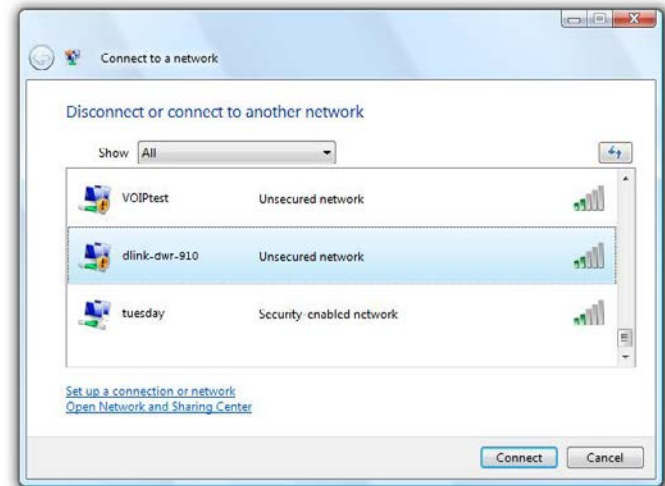 Connect to a network
Disconnect or connect to another network
Show All
VOIPtest Unsecured network
dlink-dwr-910 Unsecured network
tuesday Security-enabled network
Set up a connection or network
Open Network and Sharing Center
Connect Cancel